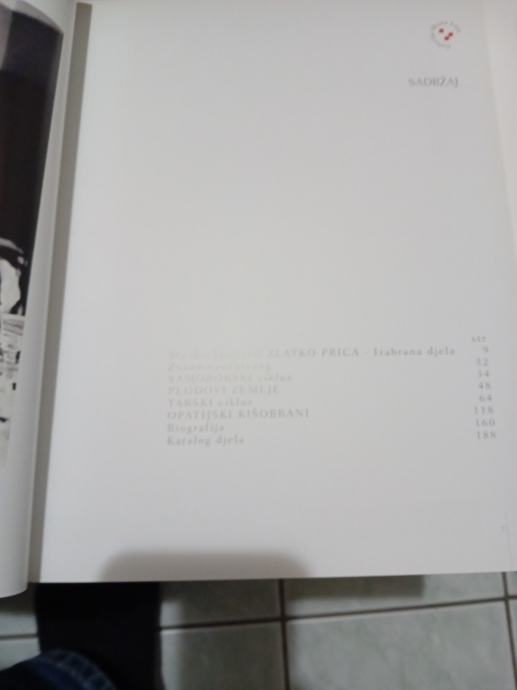 SADRŽAJ
str
ZLATKO PRICA - Izabrana djela 9
32
SAMOBORSKI ciklus 34
PLODOVI ZEMLJE 48
TARSKI ciklus 64
OPATIJSKI KIŠOBRANI 118
Biografija 160
Katalog djela 188